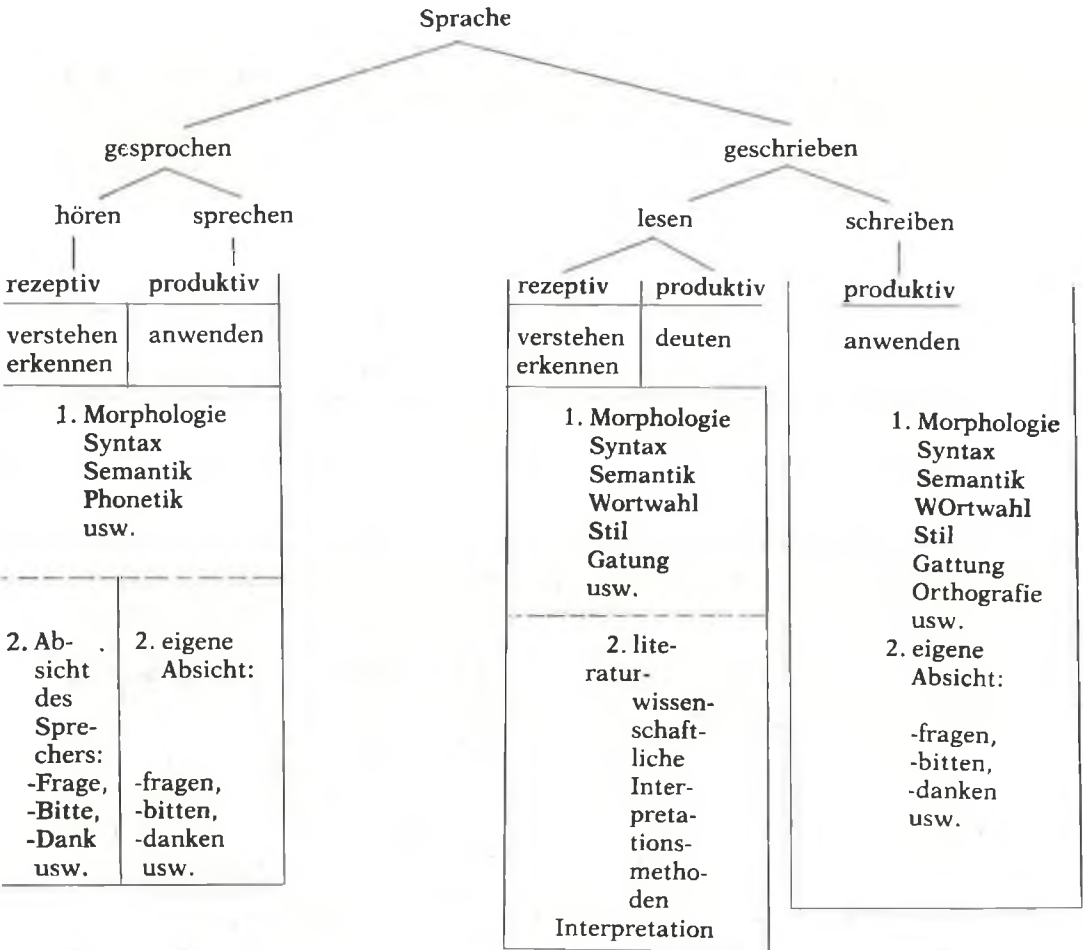 Sprache
gesprochen
geschrieben
hören
sprechen
lesen
schreiben
rezeptiv
produktiv
rezeptiv
produktiv
produktiv
verstehen
erkennen
anwenden
verstehen
erkennen
deuten
anwenden
1. Morphologie
Syntax
Semantik
Phonetik
usw.
2. Ab-
sicht
des
Spre-
chers:
-Frage,
-Bitte,
-Dank
usw.
2. eigene
Absicht:
-fragen,
-bitten,
-danken
usw.
1. Morphologie
Syntax
Semantik
Wortwahl
Stil
Gatung
usw.
2. lite-
ratur-
wissen-
schaft-
liche
Inter-
preta-
tions-
metho-
den
Interpretation
1. Morphologie
Syntax
Semantik
WOrtwahl
Stil
Gattung
Orthografie
usw.
2. eigene
Absicht:
-fragen,
-bitten,
-danken
usw.